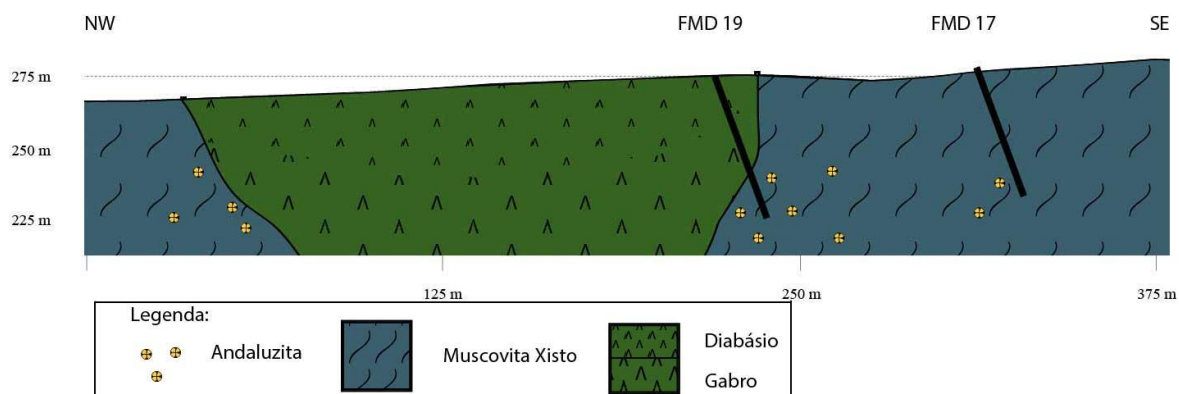 NW FMD 19 FMD 17 SE
275 m
250 m
225 m
125 m 250 m 375 m
Legenda:
Andaluzita
Muscovita Xisto
Diabásio
Gabro